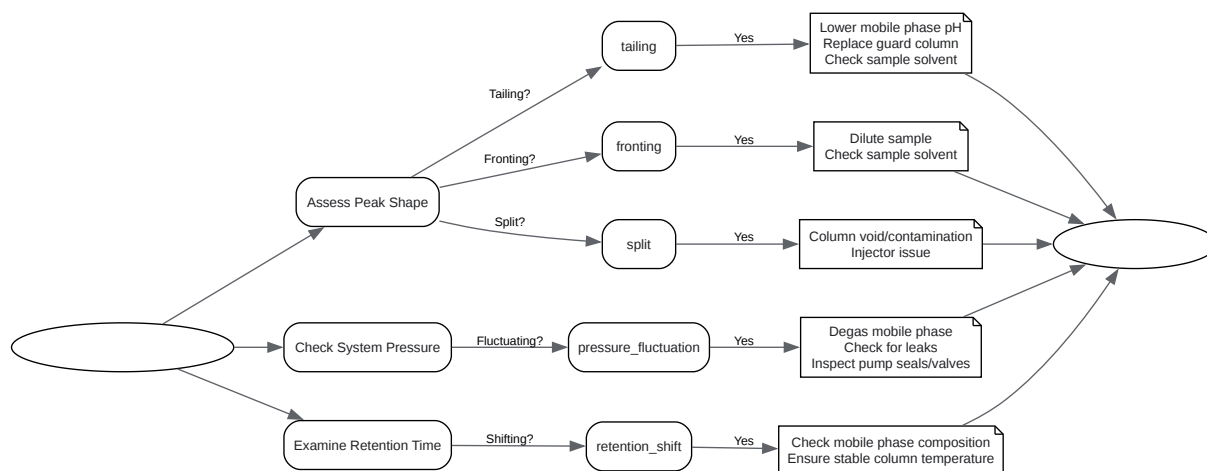 tailing
Yes
Lower mobile phase pH
Replace guard column
Check sample solvent
Tailing?
Fronting?
fronting
Yes
Dilute sample
Check sample solvent
Assess Peak Shape
Split?
split
Yes
Column void/contamination
Injector issue
Check System Pressure
Fluctuating?
pressure_fluctuation
Yes
Degas mobile phase
Check for leaks
Inspect pump seals/valves
Examine Retention Time
Shifting?
retention_shift
Yes
Check mobile phase composition
Ensure stable column temperature